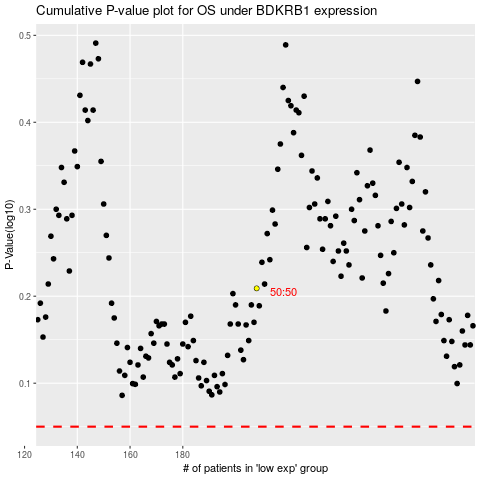 Cumulative P-value plot for OS under BDKRB1 expression
P-Value(log10)
0.5
0.4
0.3
0.2
0.1
50:50
120 140 160 180
# of patients in 'low exp' group